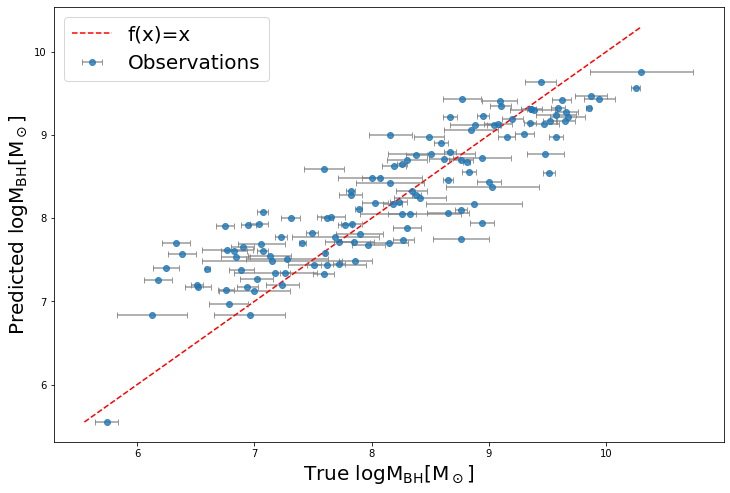 f(x)=x
Observations
Predicted logM_BH[M_⊙]
10
9
8
7
6
6 7 8 9 10
True logM_BH[M_⊙]